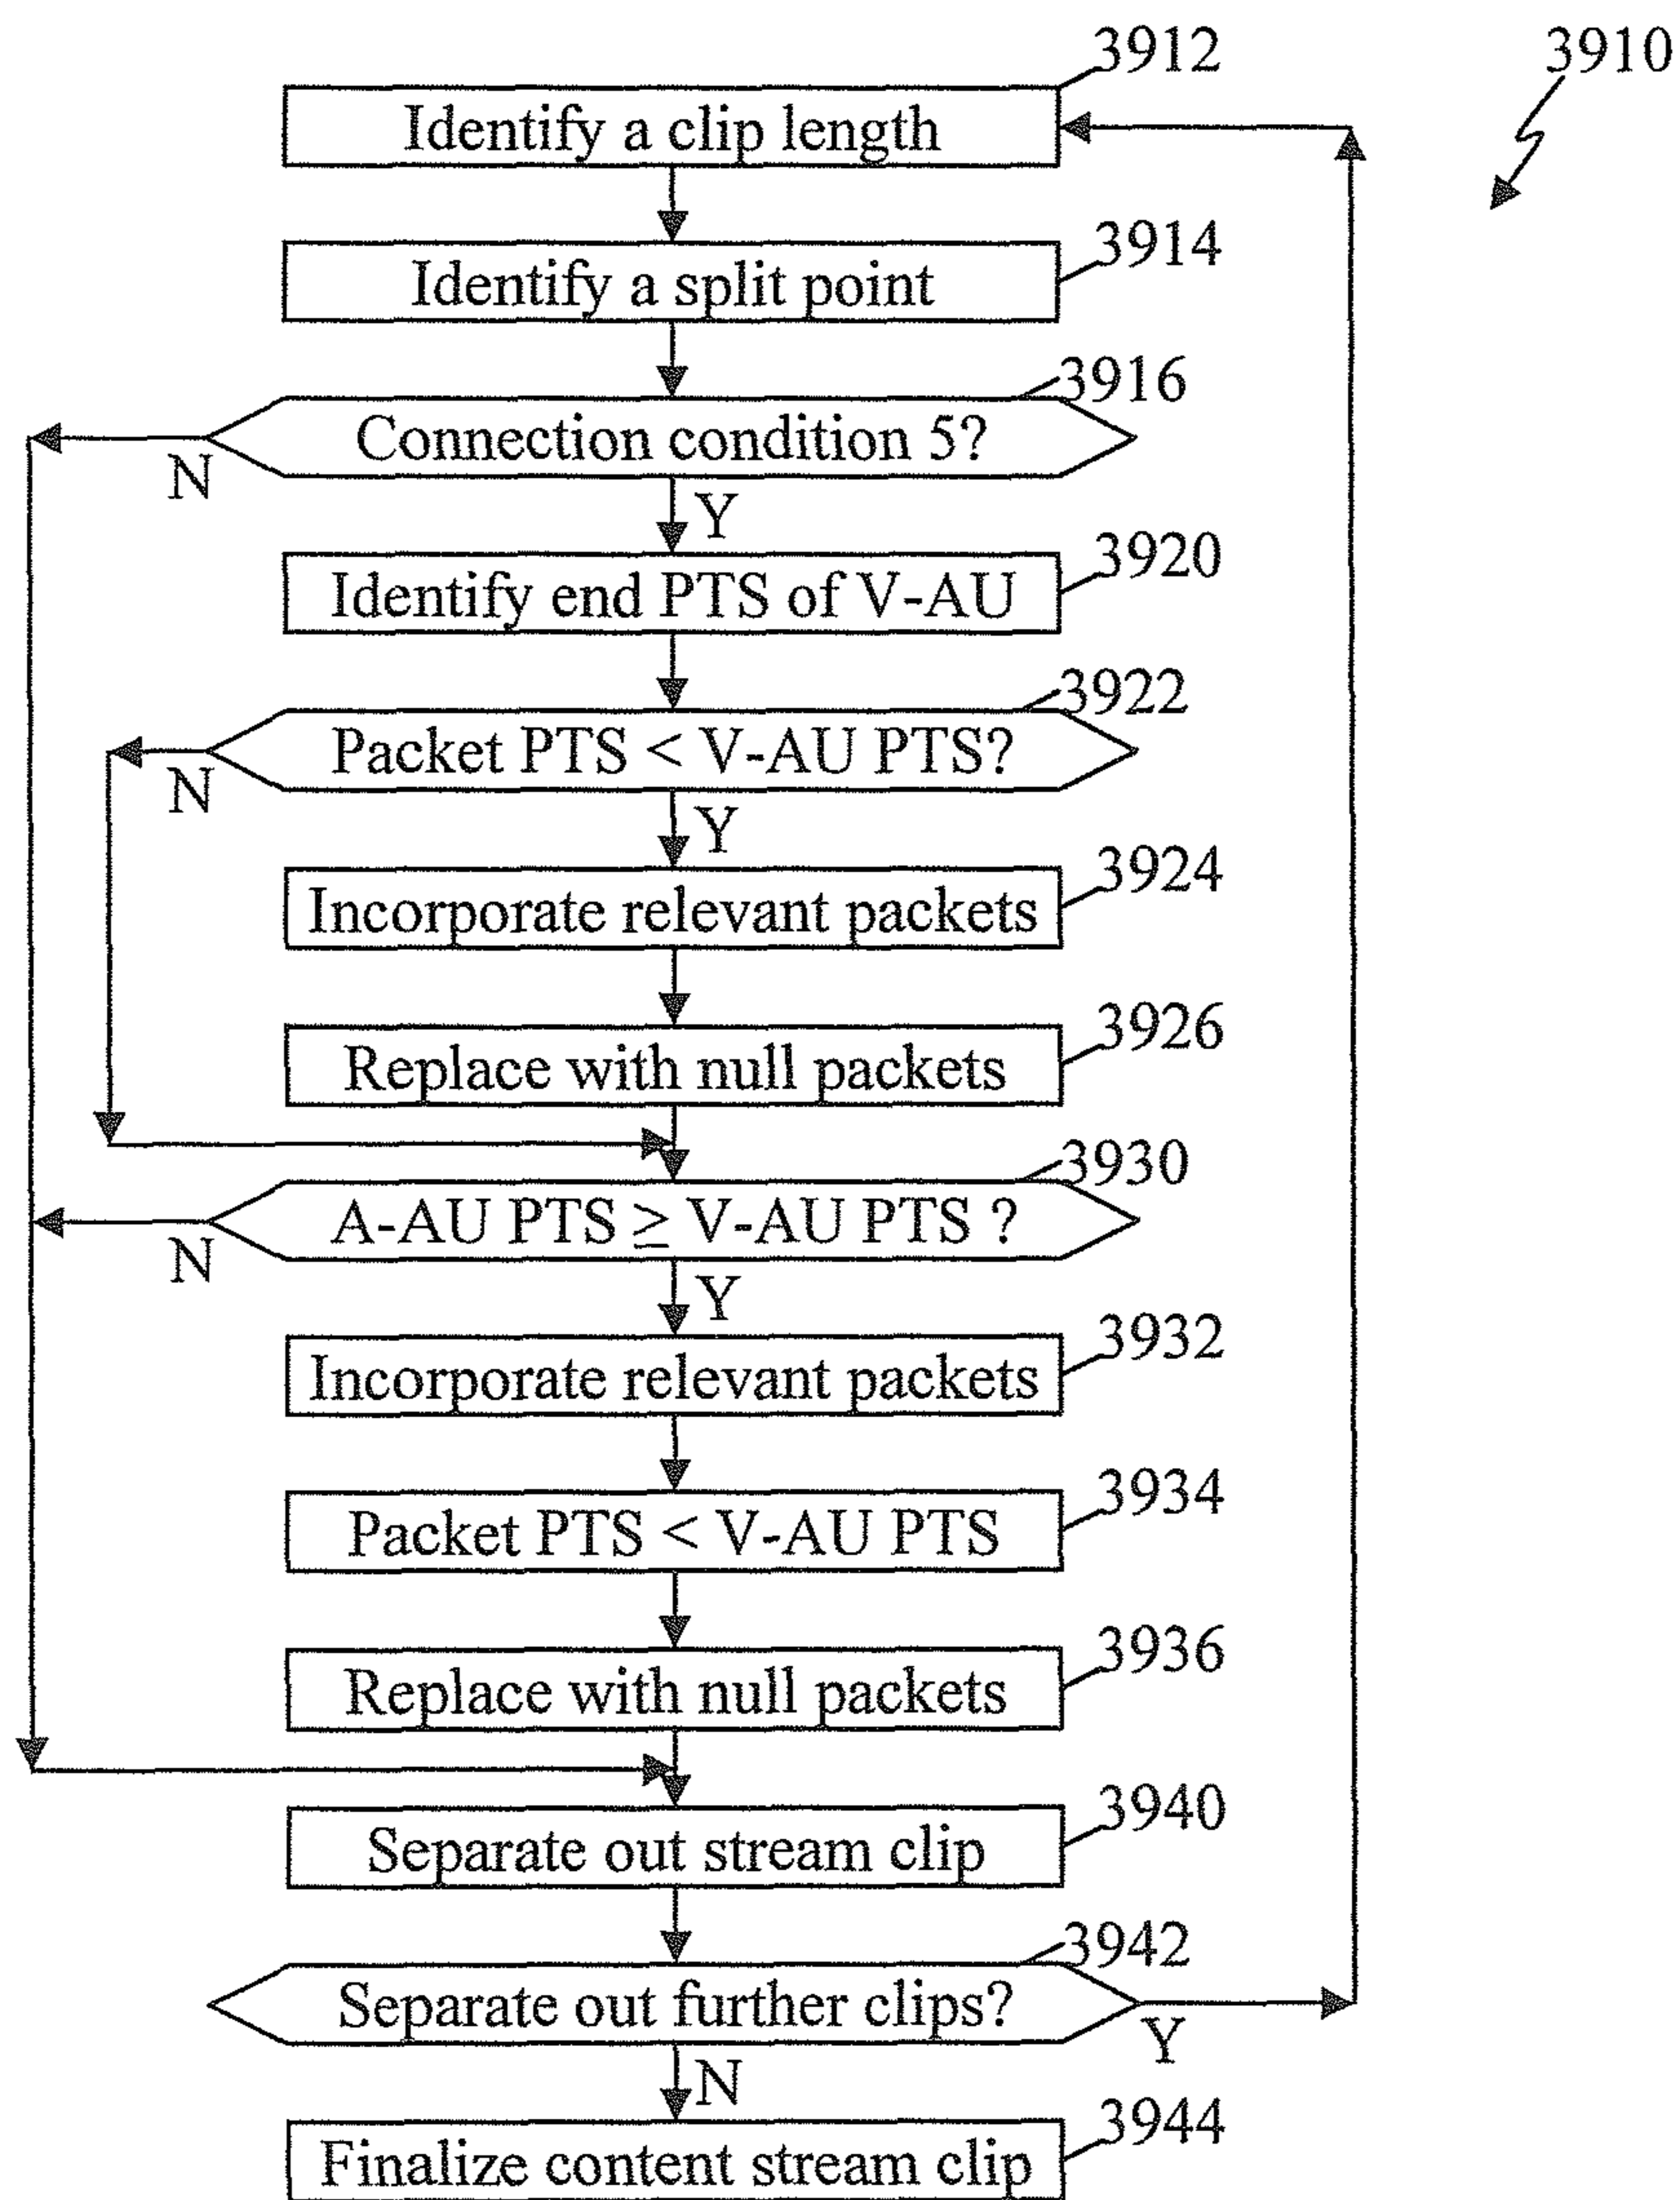 3912
3910
Identify a clip length
3914
Identify a split point
3916
Connection condition 5?
N
Y
3920
Identify end PTS of V-AU
3922
Packet PTS < V-AU PTS?
N
Y
3924
Incorporate relevant packets
3926
Replace with null packets
3930
A-AU PTS ≥ V-AU PTS ?
N
Y
3932
Incorporate relevant packets
3934
Packet PTS < V-AU PTS
3936
Replace with null packets
3940
Separate out stream clip
3942
Separate out further clips?
Y
N
3944
Finalize content stream clip